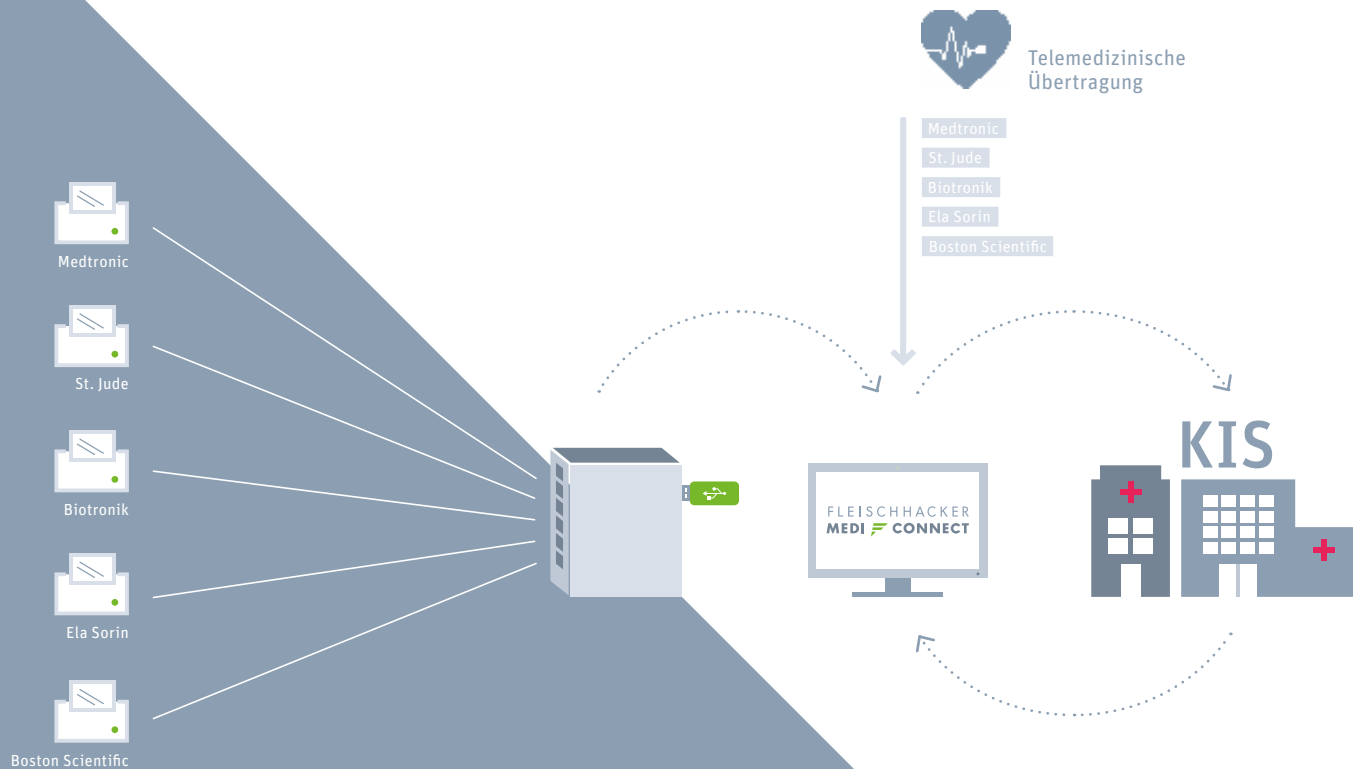 Telemedizinische
Übertragung
Medtronic
St. Jude
Biotronik
Ela Sorin
Boston Scientific
Medtronic
St. Jude
Biotronik
Ela Sorin
Boston Scientific
FLEISCHHACKER
MEDI CONNECT
KIS